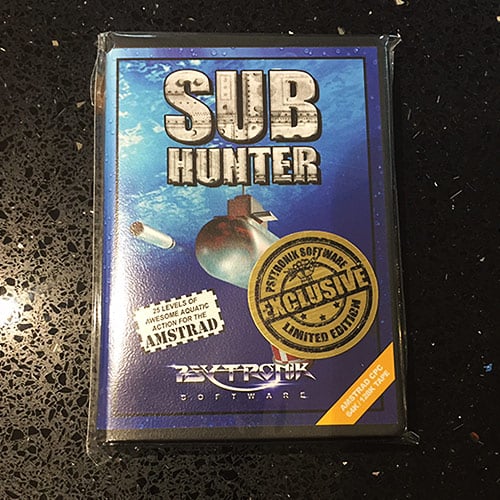 SUB
HUNTER
PSYTRONIK SOFTWARE
EXCLUSIVE
LIMITED EDITION
25 LEVELS OF
AWESOME AQUATIC
ACTION FOR THE
AMSTRAD
PSYTRONIK
SOFTWARE
AMSTRAD CPC
64K / 128K TAPE